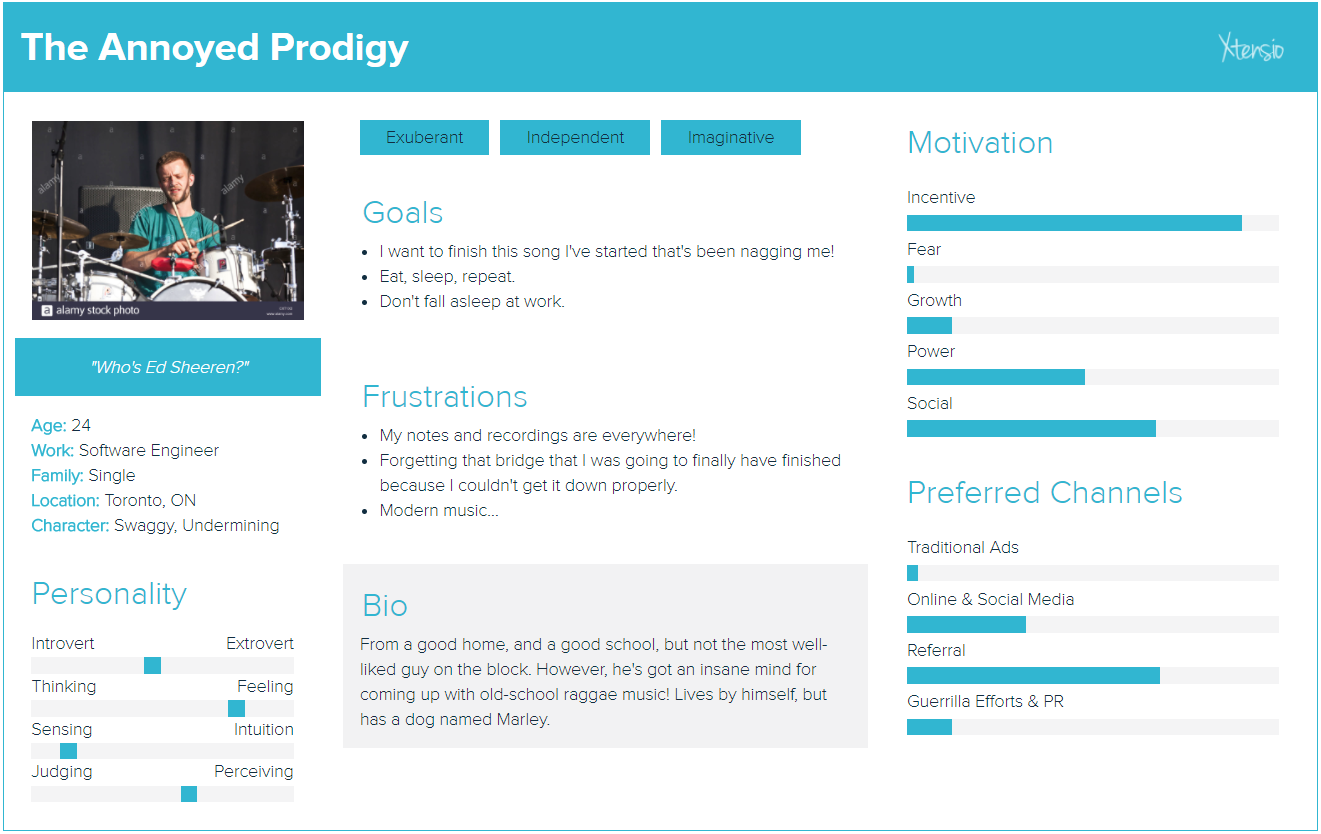 The Annoyed Prodigy
Xtensio
alamy
alamy
a alamy stock photo
"Who's Ed Sheeren?"
Age: 24
Work: Software Engineer
Family: Single
Location: Toronto, ON
Character: Swaggy, Undermining
Personality
Introvert Extrovert
Thinking Feeling
Sensing Intuition
Judging Perceiving
Exuberant Independent Imaginative
Goals
• I want to finish this song I've started that's been nagging me!
• Eat, sleep, repeat.
• Don't fall asleep at work.
Frustrations
• My notes and recordings are everywhere!
• Forgetting that bridge that I was going to finally have finished
because I couldn't get it down properly.
• Modern music...
Bio
From a good home, and a good school, but not the most well-
liked guy on the block. However, he's got an insane mind for
coming up with old-school raggae music! Lives by himself, but
has a dog named Marley.
Motivation
Incentive
Fear
Growth
Power
Social
Preferred Channels
Traditional Ads
Online & Social Media
Referral
Guerrilla Efforts & PR